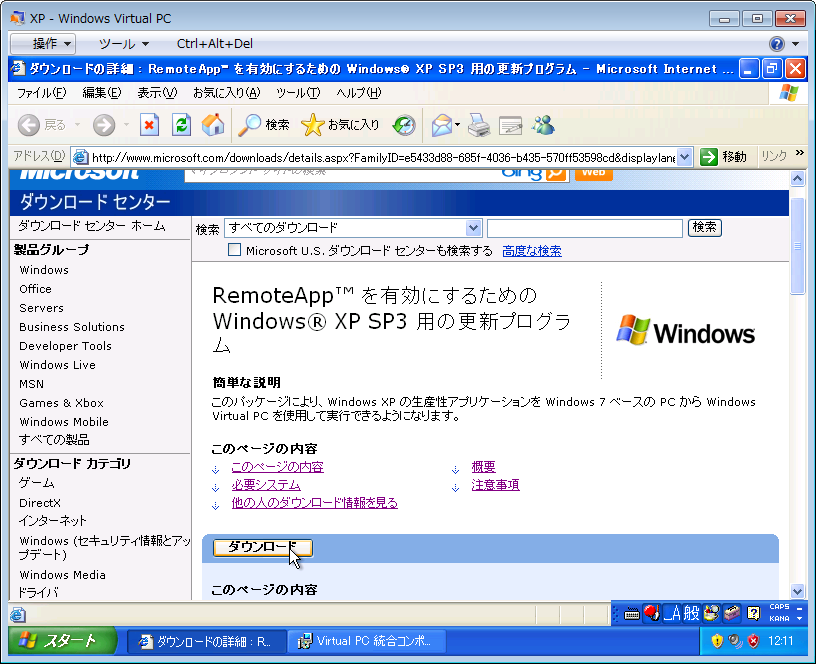 XP - Windows Virtual PC
操作 ツール Ctrl+Alt+Del
ダウンロードの詳細 : RemoteApp™ を有効にするための Windows® XP SP3 用の更新プログラム - Microsoft Internet ...
ファイル(F) 編集(E) 表示(V) お気に入り(A) ツール(T) ヘルプ(H)
戻る 検索 お気に入り
アドレス(D) http://www.microsoft.com/downloads/details.aspx?FamilyID=e5433d88-685f-4036-b435-570ff53598cd&displaylang 移動 リンク »
Microsoft bing Web
ダウンロード センター
ダウンロード センター ホーム
検索 すべてのダウンロード 検索
Microsoft U.S. ダウンロード センターも検索する 高度な検索
製品グループ
Windows
Office
Servers
Business Solutions
Developer Tools
Windows Live
MSN
Games & Xbox
Windows Mobile
すべての製品
ダウンロード カテゴリ
ゲーム
DirectX
インターネット
Windows (セキュリティ情報とアッ
プデート)
Windows Media
ドライバ
RemoteApp™ を有効にするための
Windows® XP SP3 用の更新プログラ
ム
Windows
簡単な説明
このパッケージにより、Windows XP の生産性アプリケーションを Windows 7 ベースの PC から Windows
Virtual PC を使用して実行できるようになります。
このページの内容
このページの内容 概要
必要システム 注意事項
他の人のダウンロード情報を見る
ダウンロード
このページの内容
A 般 CAPS
KANA
スタート ダウンロードの詳細 : R... Virtual PC 統合コンポ... 12:11